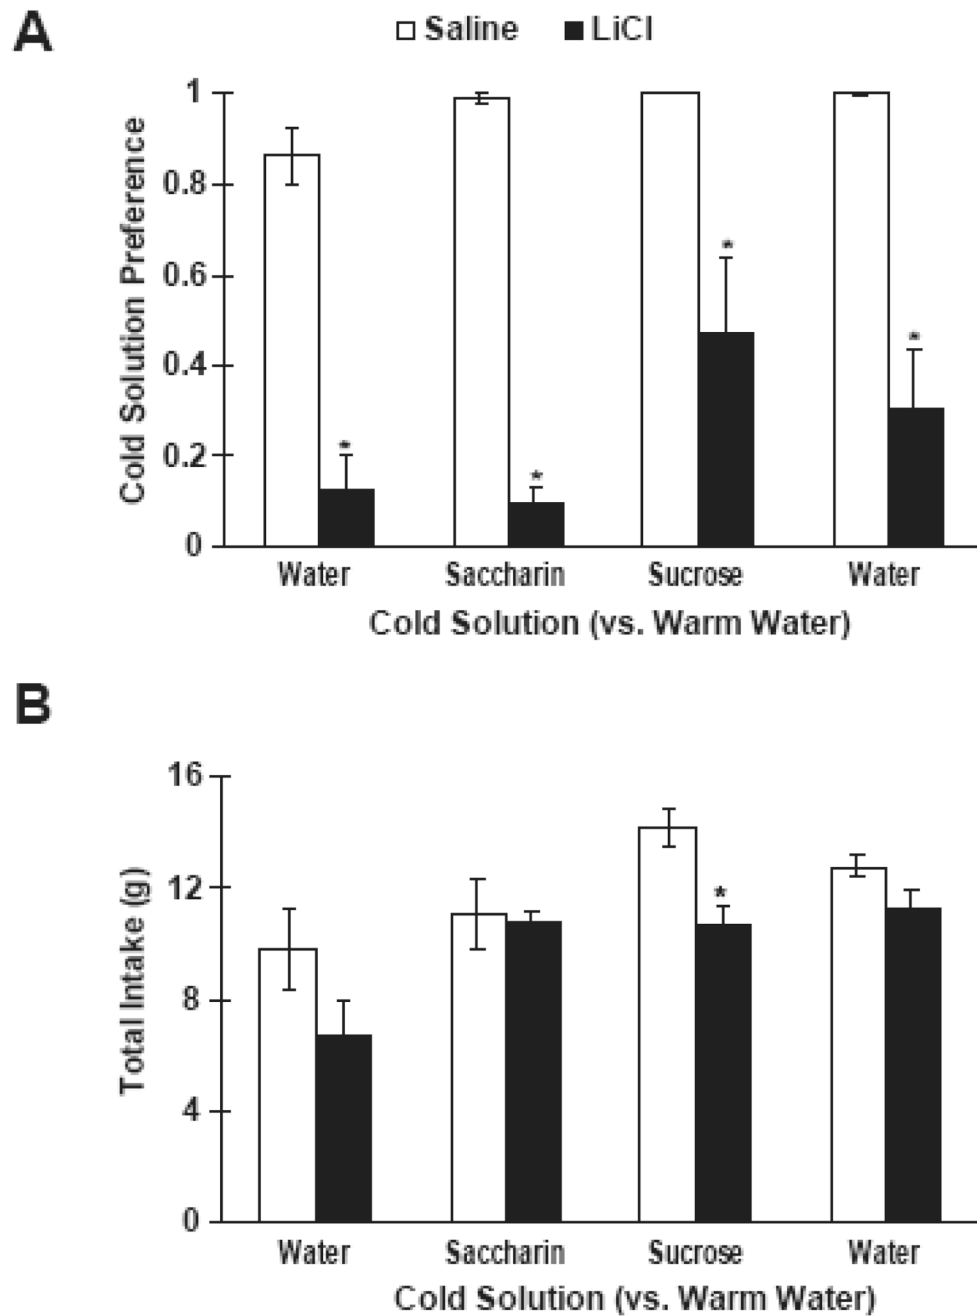 A
Saline LiCl
1
0.8
0.6
0.4
0.2
0
Cold Solution Preference
* * * *
Water Saccharin Sucrose Water
Cold Solution (vs. Warm Water)
B
16
12
8
4
0
Total Intake (g)
*
Water Saccharin Sucrose Water
Cold Solution (vs. Warm Water)